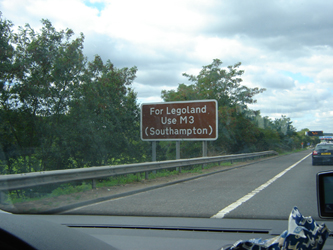 For Legoland
Use M3
(Southampton)